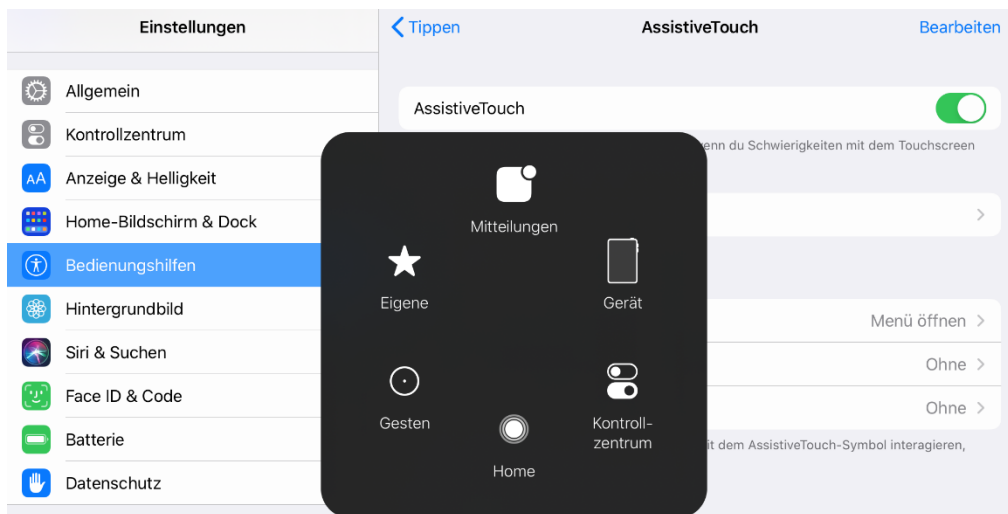 Einstellungen
Tippen
AssistiveTouch
Bearbeiten
Allgemein
Kontrollzentrum
AA Anzeige & Helligkeit
Home-Bildschirm & Dock
Bedienungshilfen
Hintergrundbild
Siri & Suchen
Face ID & Code
Batterie
Datenschutz
AssistiveTouch
du Schwierigkeiten mit dem Touchscreen
Menü öffnen
Ohne
Ohne
dem AssistiveTouch-Symbol interagieren,
Mitteilungen
Eigene
Gerät
Gesten
Kontroll-
zentrum
Home